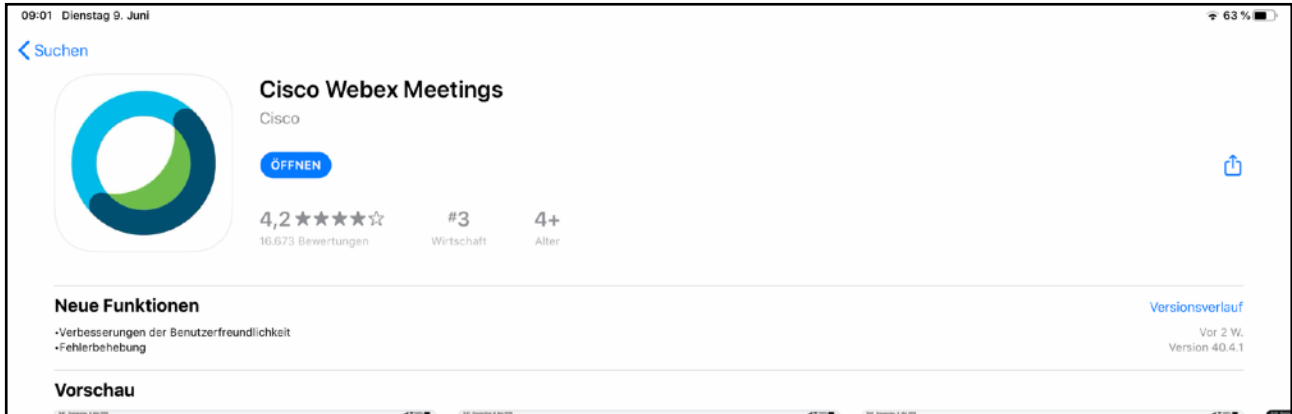 09:01 Dienstag 9. Juni 63 %
Suchen
Cisco Webex Meetings
Cisco
ÖFFNEN
4,2 #3 4+
16.673 Bewertungen Wirtschaft Alter
Neue Funktionen Versionsverlauf
•Verbesserungen der Benutzerfreundlichkeit Vor 2 W.
•Fehlerbehebung Version 40.4.1
Vorschau